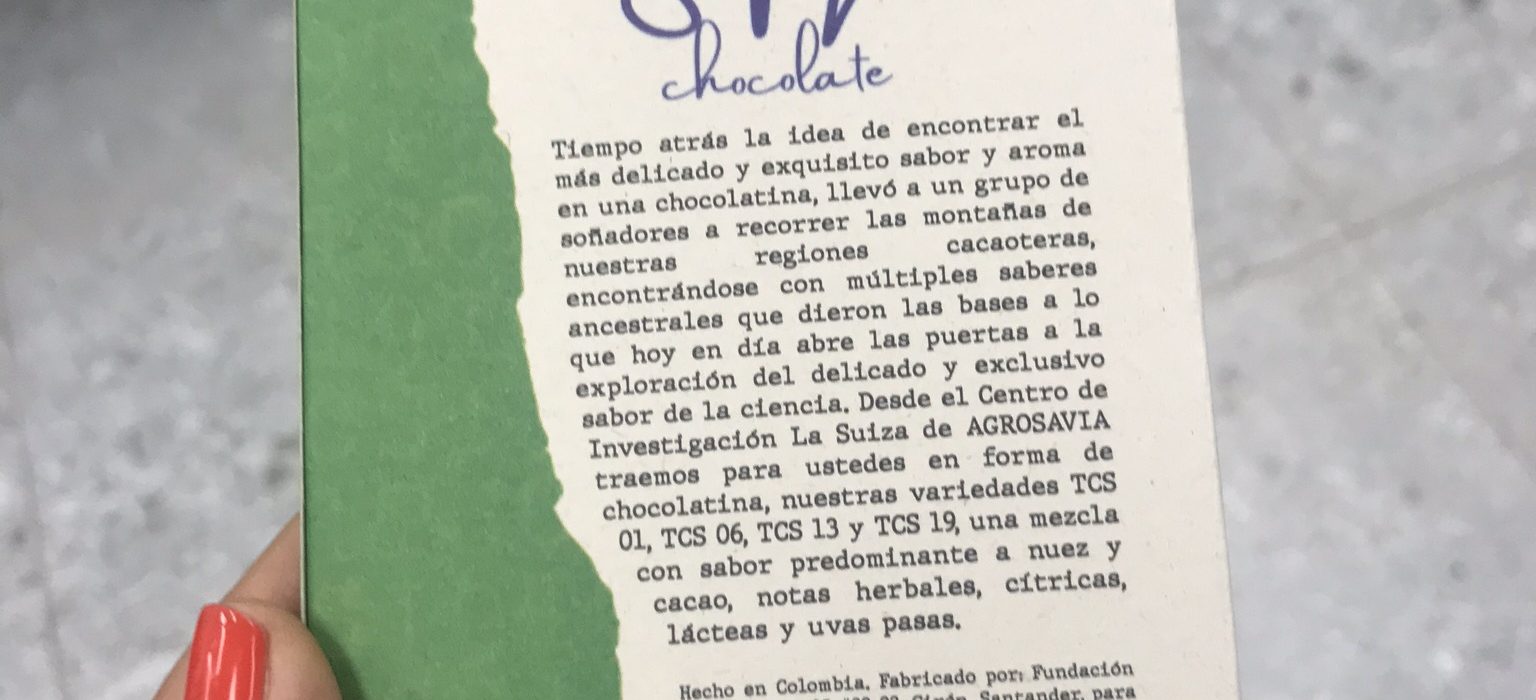 chocolate
Tiempo atrás la idea de encontrar el
más delicado y exquisito sabor y aroma
en una chocolatina, llevó a un grupo de
soñadores a recorrer las montañas de
nuestras regiones cacaoteras,
encontrándose con múltiples saberes
ancestrales que dieron las bases a lo
que hoy en día abre las puertas a la
exploración del delicado y exclusivo
sabor de la ciencia. Desde el Centro de
Investigación La Suiza de AGROSAVIA
traemos para ustedes en forma de
chocolatina, nuestras variedades TCS
01, TCS 06, TCS 13 y TCS 19, una mezcla
con sabor predominante a nuez y
cacao, notas herbales, cítricas,
lácteas y uvas pasas.
Hecho en Colombia. Fabricado por: Fundación
Santander, para